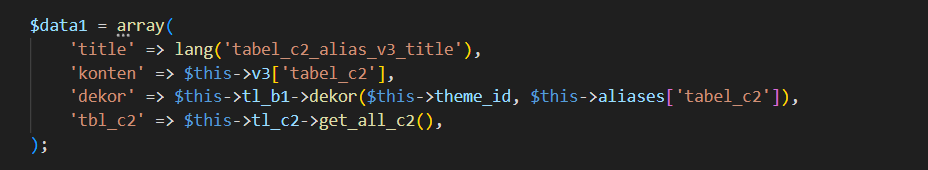 $data1 = array(
    'title' => lang('tabel_c2_alias_v3_title'),
    'konten' => $this->v3['tabel_c2'],
    'dekor' => $this->tl_b1->dekor($this->theme_id, $this->aliases['tabel_c2']),
    'tbl_c2' => $this->tl_c2->get_all_c2(),
);